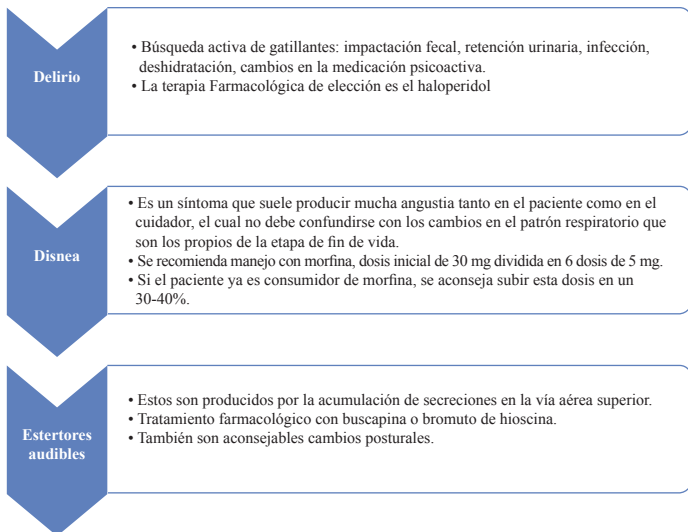 Delirio
• Búsqueda activa de gatillantes: impactación fecal, retención urinaria, infección,
deshidratación, cambios en la medicación psicoactiva.
• La terapia Farmacológica de elección es el haloperidol
Disnea
• Es un síntoma que suele producir mucha angustia tanto en el paciente como en el
cuidador, el cual no debe confundirse con los cambios en el patrón respiratorio que
son los propios de la etapa de fin de vida.
• Se recomienda manejo con morfina, dosis inicial de 30 mg dividida en 6 dosis de 5 mg.
• Si el paciente ya es consumidor de morfina, se aconseja subir esta dosis en un
30-40%.
Estertores
audibles
• Estos son producidos por la acumulación de secreciones en la vía aérea superior.
• Tratamiento farmacológico con buscapina o bromuto de hioscina.
• También son aconsejables cambios posturales.